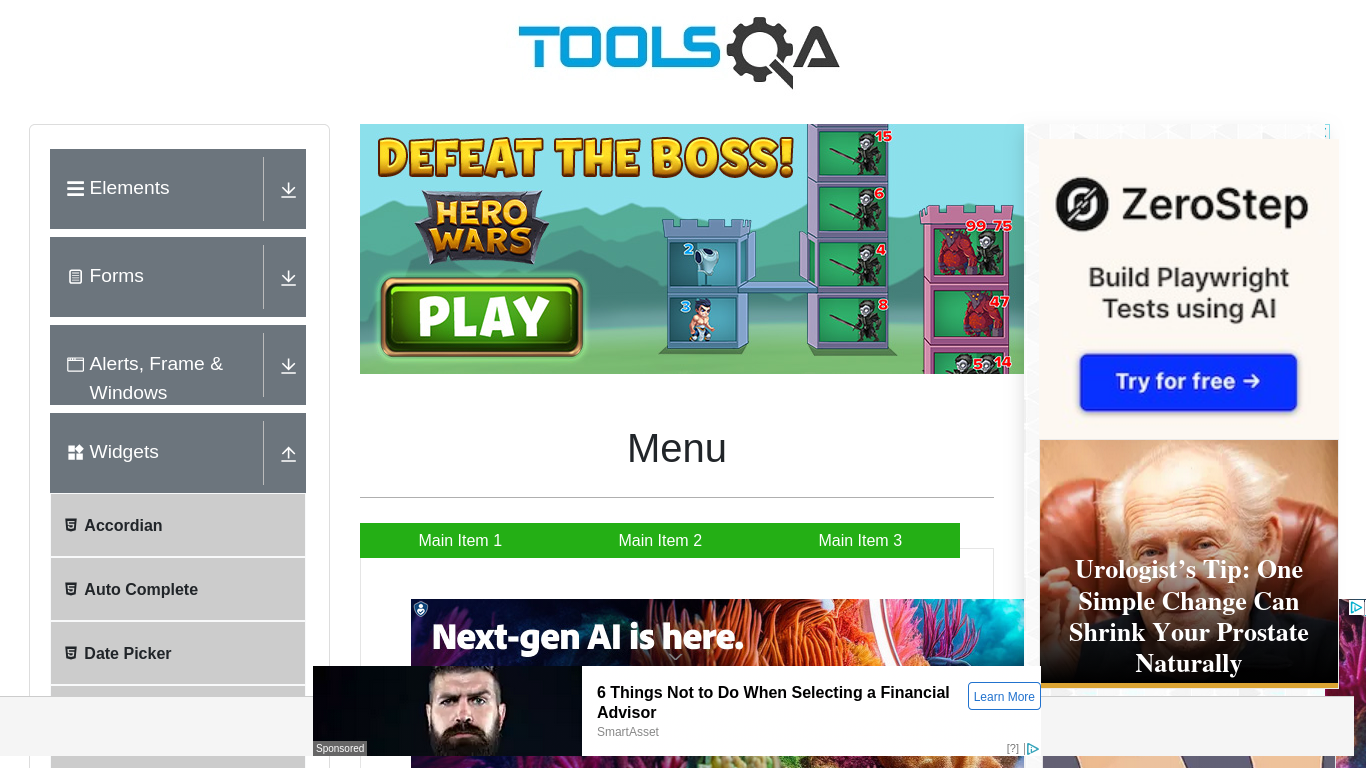 TOOLSQA
Elements
Forms
Alerts, Frame &
Windows
Widgets
Accordian
Auto Complete
Date Picker
DEFEAT THE BOSS!
HERO
WARS
PLAY
2
3
15
6
4
8
99 75
47
5 14
Menu
Main Item 1
Main Item 2
Main Item 3
Next-gen AI is here.
ZeroStep
Build Playwright
Tests using AI
Try for free →
Urologist’s Tip: One
Simple Change Can
Shrink Your Prostate
Naturally
6 Things Not to Do When Selecting a Financial
Advisor
SmartAsset
Learn More
Sponsored
[?]